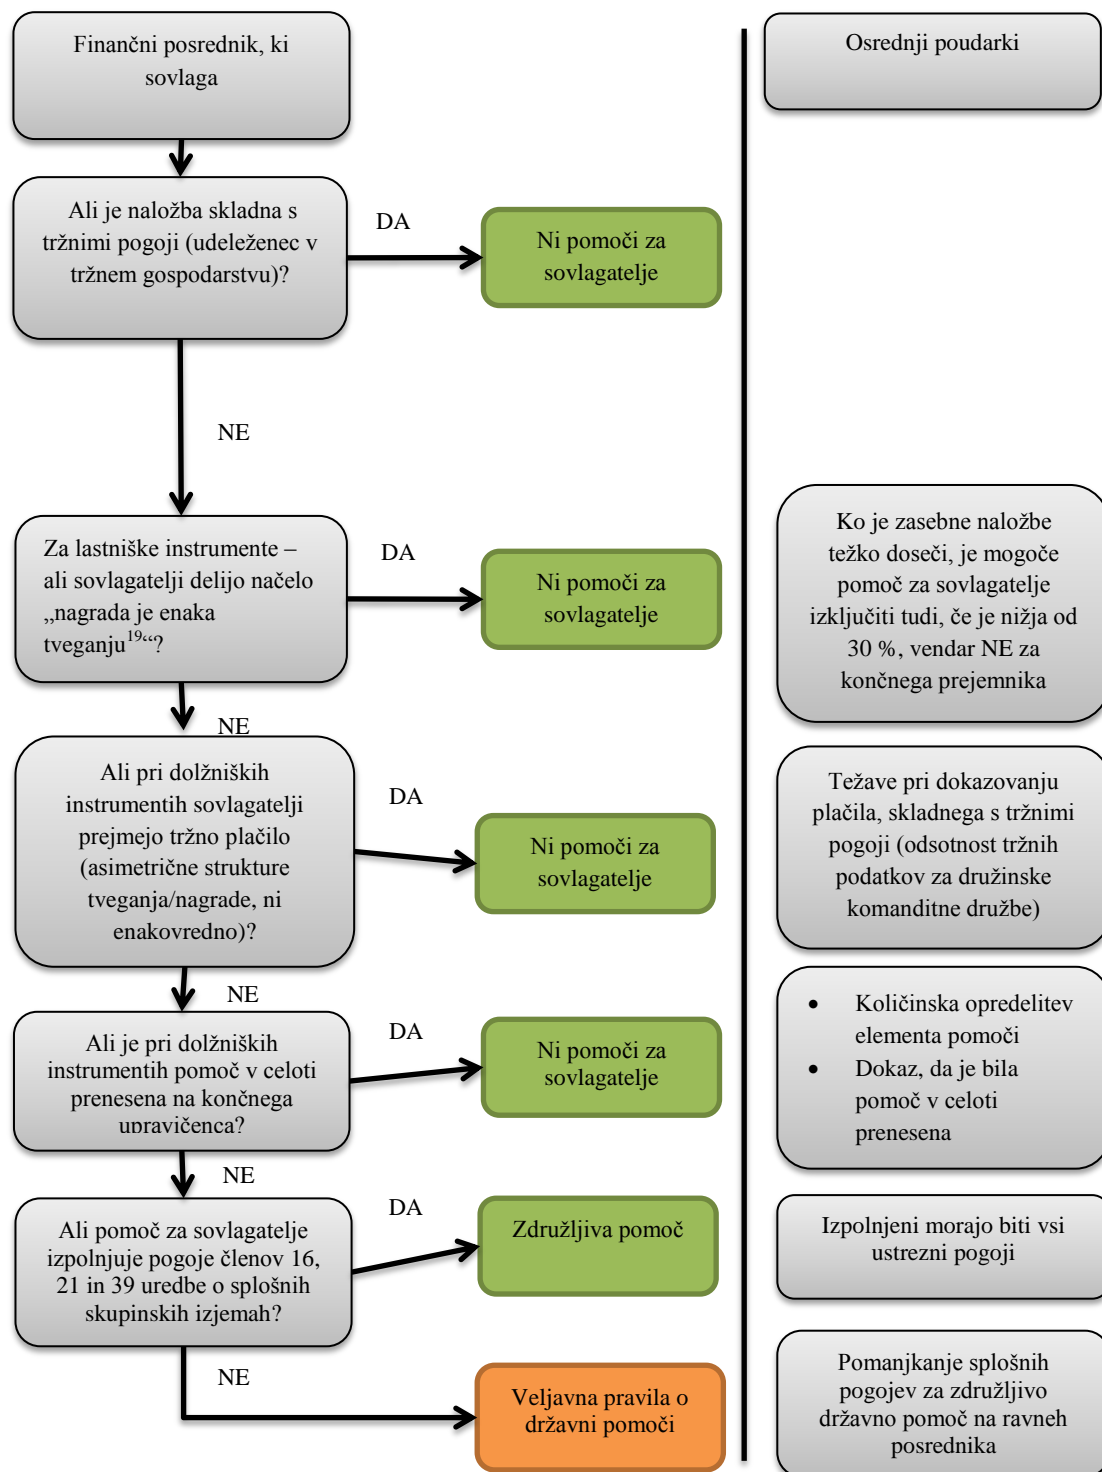 Finančni posrednik, ki
sovlaga
Osrednji poudarki
Ali je naložba skladna s
tržnimi pogoji (udeleženec v
tržnem gospodarstvu)?
DA
Ni pomoči za
sovlagatelje
NE
Za lastniške instrumente –
ali sovlagatelji delijo načelo
„nagrada je enaka
tveganju19“?
DA
Ni pomoči za
sovlagatelje
Ko je zasebne naložbe
težko doseči, je mogoče
pomoč za sovlagatelje
izključiti tudi, če je nižja od
30 %, vendar NE za
končnega prejemnika
NE
Ali pri dolžniških
instrumentih sovlagatelji
prejmejo tržno plačilo
(asimetrične strukture
tveganja/nagrade, ni
enakovredno)?
DA
Ni pomoči za
sovlagatelje
Težave pri dokazovanju
plačila, skladnega s tržnimi
pogoji (odsotnost tržnih
podatkov za družinske
komanditne družbe)
NE
Ali je pri dolžniških
instrumentih pomoč v celoti
prenesena na končnega
upravičenca?
DA
Ni pomoči za
sovlagatelje
• Količinska opredelitev
elementa pomoči
• Dokaz, da je bila
pomoč v celoti
prenesena
NE
Ali pomoč za sovlagatelje
izpolnjuje pogoje členov 16,
21 in 39 uredbe o splošnih
skupinskih izjemah?
DA
Združljiva pomoč
Izpolnjeni morajo biti vsi
ustrezni pogoji
NE
Veljavna pravila o
državni pomoči
Pomanjkanje splošnih
pogojev za združljivo
državno pomoč na ravneh
posrednika